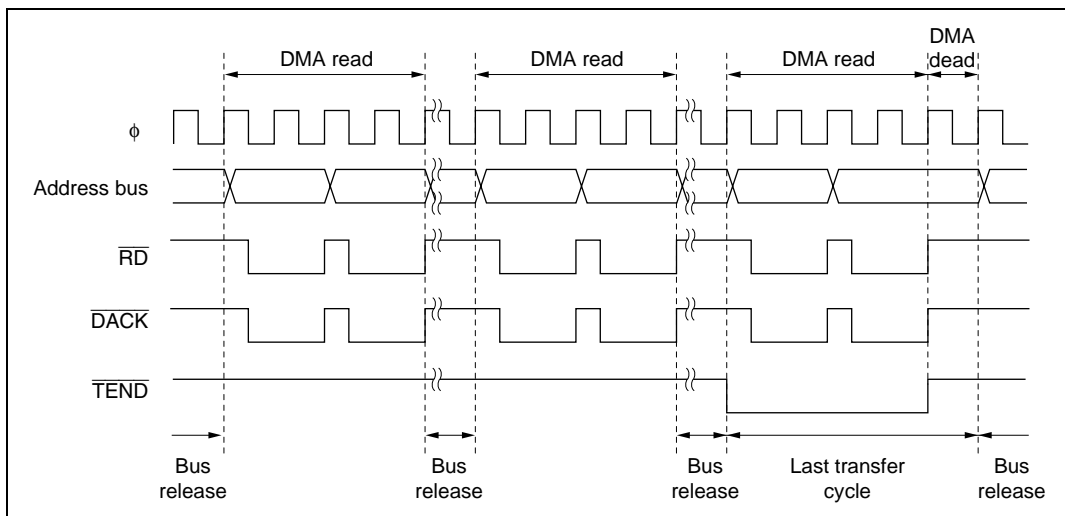 DMA read
DMA read
DMA read
DMA
dead
φ
Address bus
RD
DACK
TEND
Bus
release
Bus
release
Bus
release
Last transfer
cycle
Bus
release